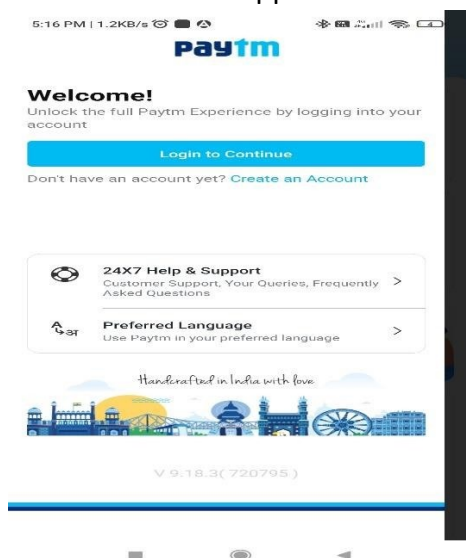 5:16 PM | 1.2KB/s
paytm
Welcome!
Unlock the full Paytm Experience by logging into your
account
Login to Continue
Don't have an account yet? Create an Account
24X7 Help & Support
Customer Support, Your Queries, Frequently
Asked Questions
A अ
Preferred Language
Use Paytm in your preferred language
Handcrafted in India with love
V 9.18.3( 720795 )